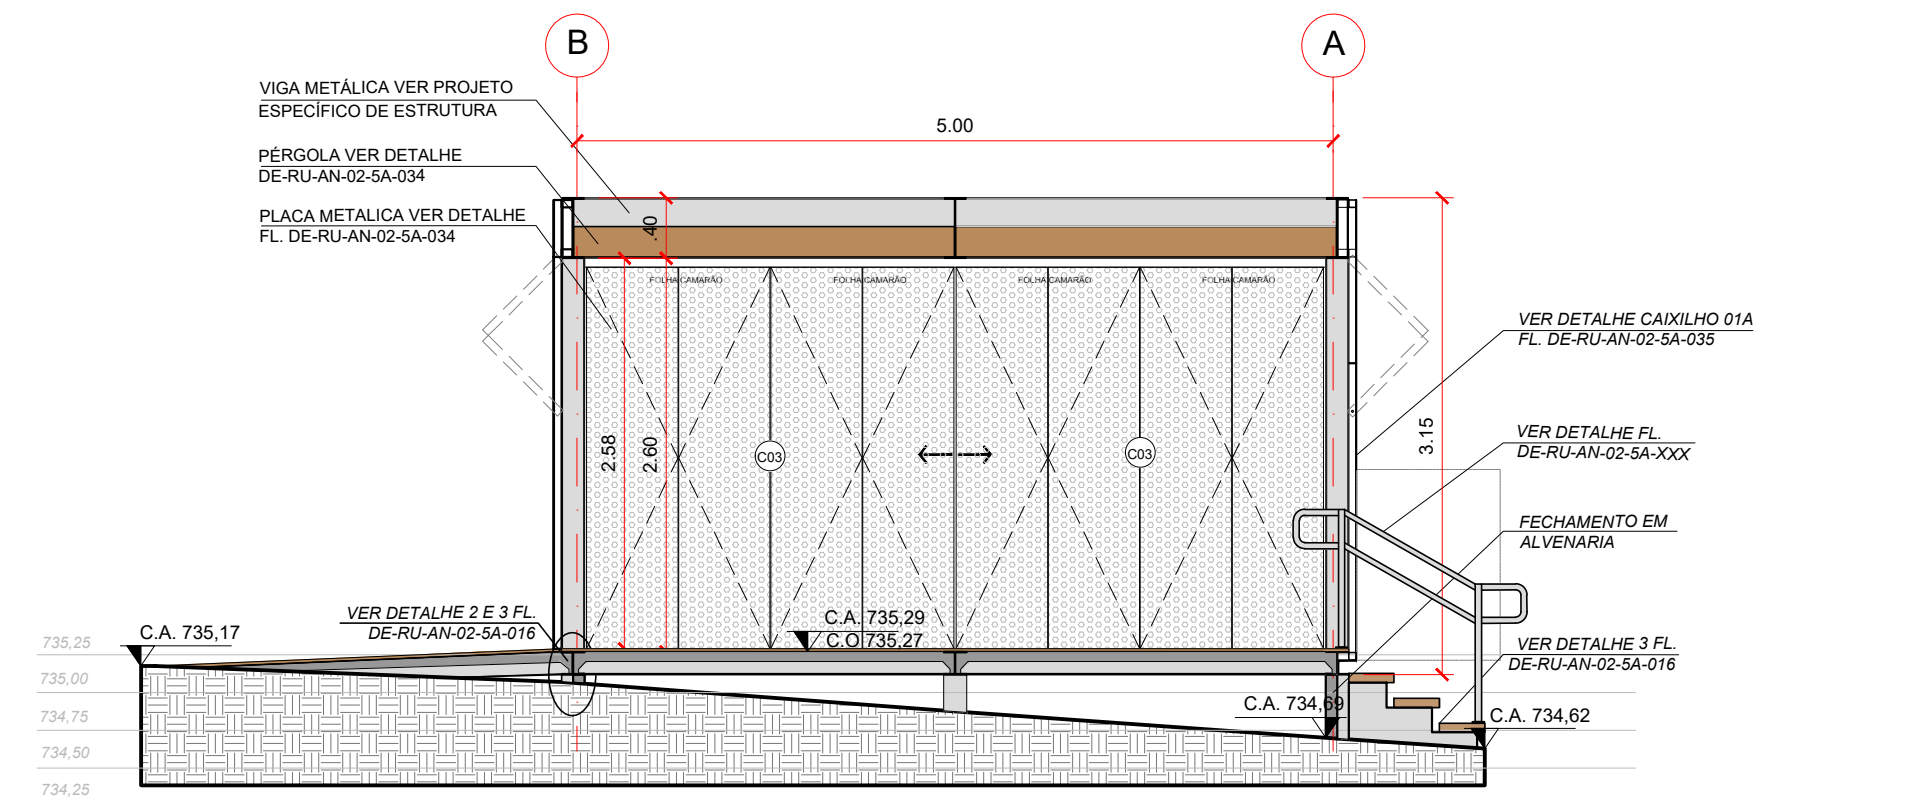 B
A
VIGA METÁLICA VER PROJETO
ESPECÍFICO DE ESTRUTURA
5.00
PÉRGOLA VER DETALHE
DE-RU-AN-02-5A-034
PLACA METALICA VER DETALHE
FL. DE-RU-AN-02-5A-034
.40
FOLHA CAMARÃO
FOLHA CAMARÃO
FOLHA CAMARÃO
FOLHA CAMARÃO
VER DETALHE CAIXILHO 01A
FL. DE-RU-AN-02-5A-035
2.58
2.60
C03
C03
3.15
VER DETALHE FL.
DE-RU-AN-02-5A-XXX
FECHAMENTO EM
ALVENARIA
VER DETALHE 2 E 3 FL.
DE-RU-AN-02-5A-016
C.A. 735,29
C.O 735,27
C.A. 735,17
VER DETALHE 3 FL.
DE-RU-AN-02-5A-016
C.A. 734,69
C.A. 734,62
735,25
735,00
734,75
734,50
734,25